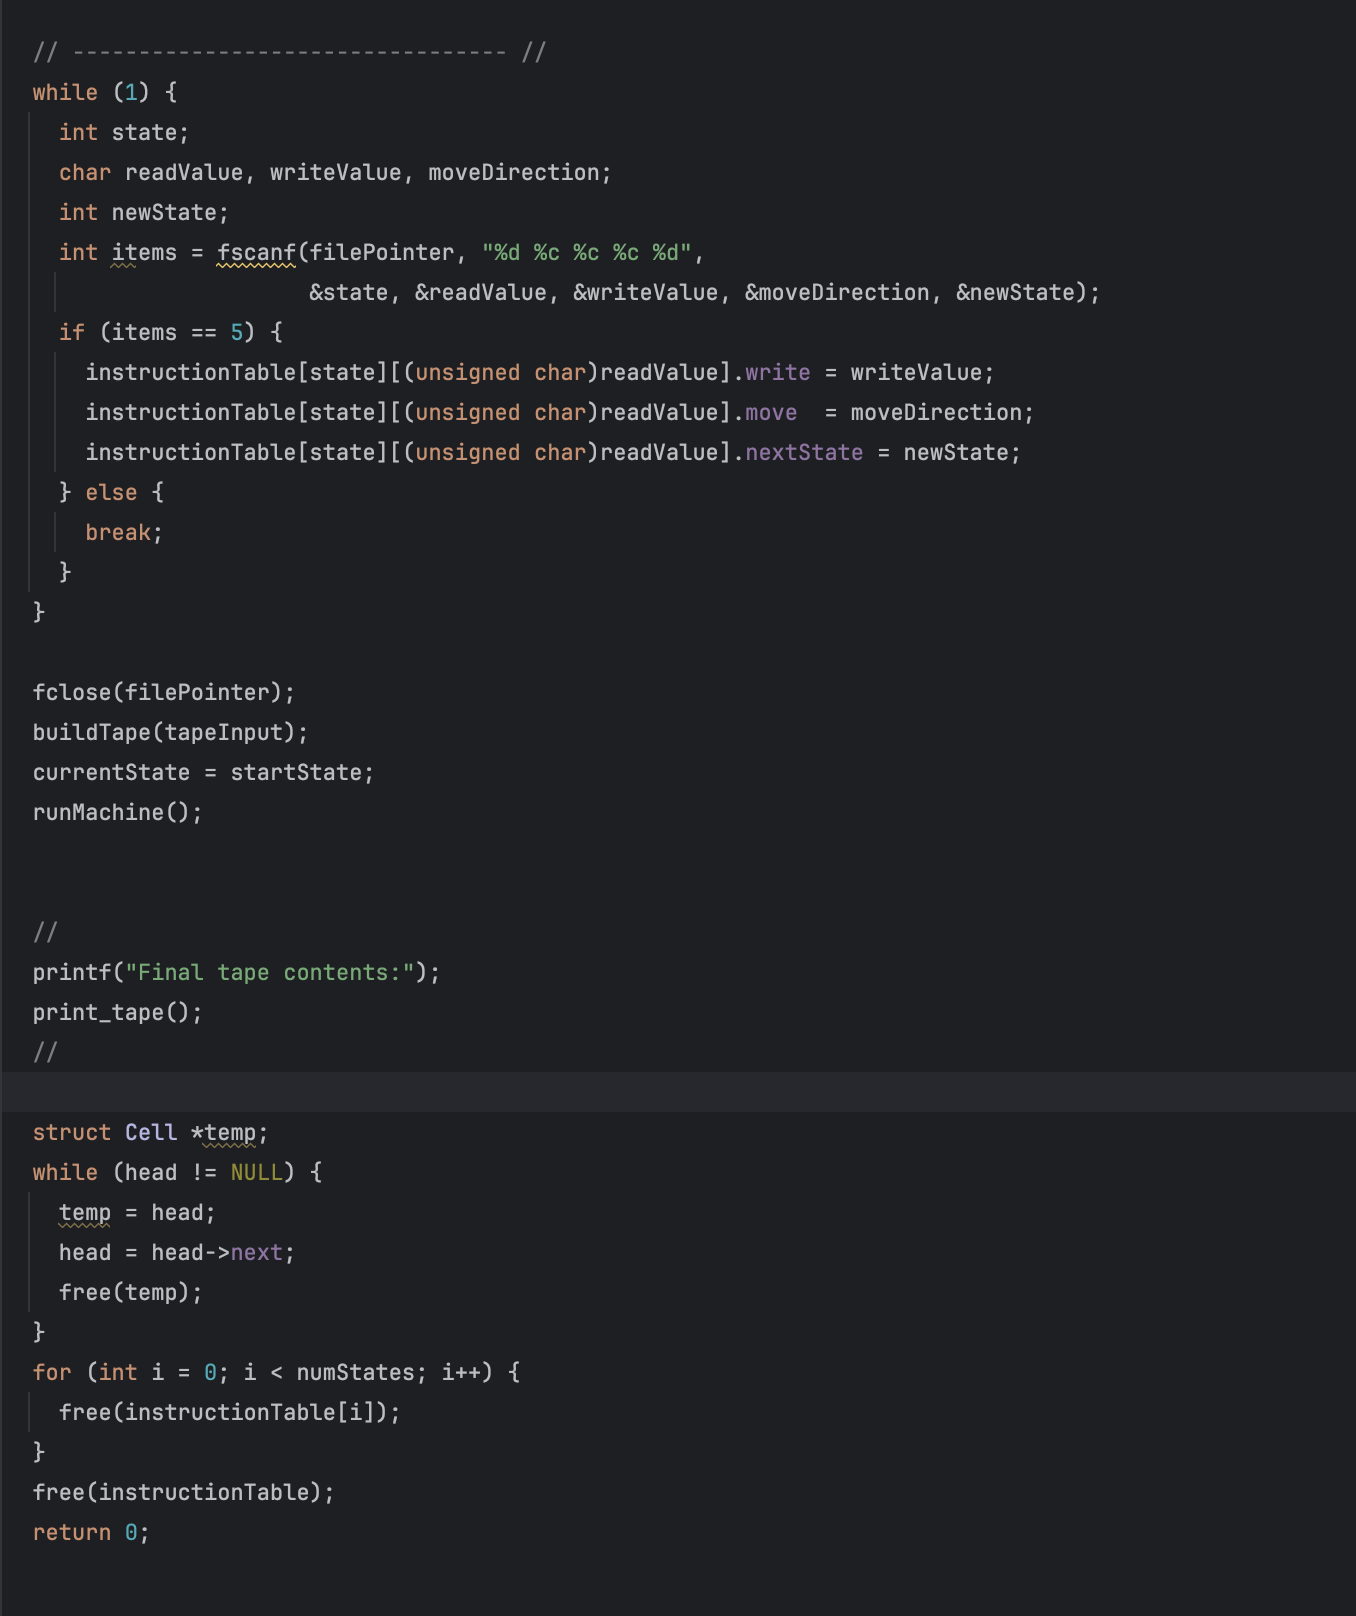 // --------------------------------- //
while (1) {
  int state;
  char readValue, writeValue, moveDirection;
  int newState;
  int items = fscanf(filePointer, "%d %c %c %c %d",
                     &state, &readValue, &writeValue, &moveDirection, &newState);
  if (items == 5) {
    instructionTable[state][(unsigned char)readValue].write = writeValue;
    instructionTable[state][(unsigned char)readValue].move  = moveDirection;
    instructionTable[state][(unsigned char)readValue].nextState = newState;
  } else {
    break;
  }
}

fclose(filePointer);
buildTape(tapeInput);
currentState = startState;
runMachine();


//
printf("Final tape contents:");
print_tape();
//

struct Cell *temp;
while (head != NULL) {
  temp = head;
  head = head->next;
  free(temp);
}
for (int i = 0; i < numStates; i++) {
  free(instructionTable[i]);
}
free(instructionTable);
return 0;